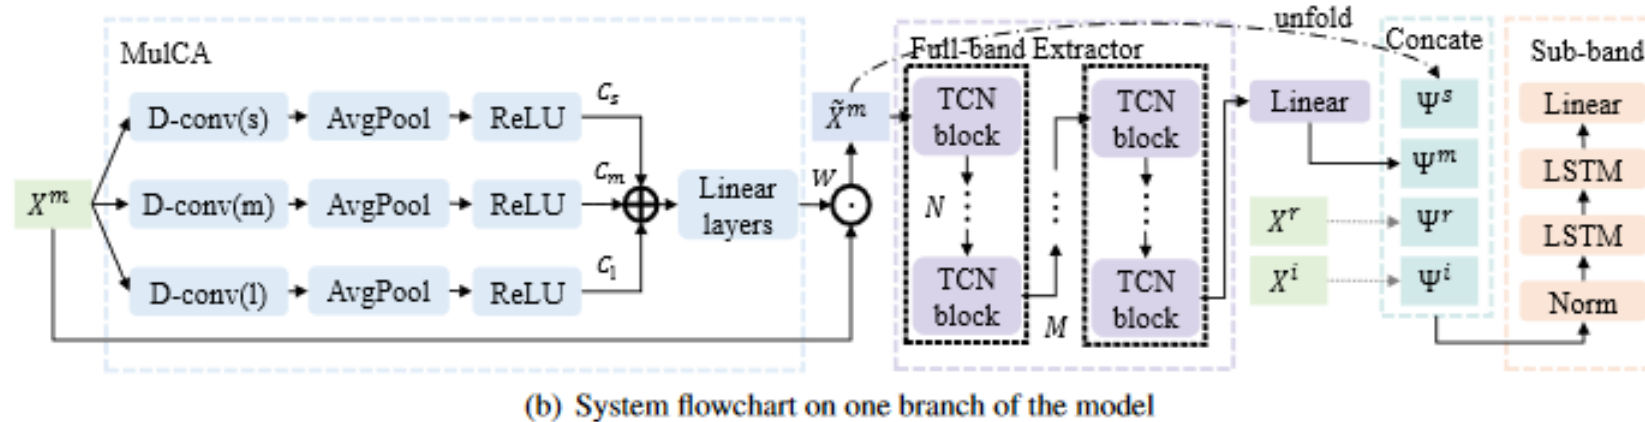 unfold
MulCA
Full-band Extractor
Concate
Sub-band
D-conv(s)
AvgPool
ReLU
C_s
X̃^m
TCN
block
TCN
block
Linear
Ψ^s
Linear
X^m
D-conv(m)
AvgPool
ReLU
C_m
Linear
layers
W
N
Ψ^m
LSTM
X^r
Ψ^r
LSTM
D-conv(l)
AvgPool
ReLU
C_l
TCN
block
M
TCN
block
X^i
Ψ^i
Norm
(b) System flowchart on one branch of the model